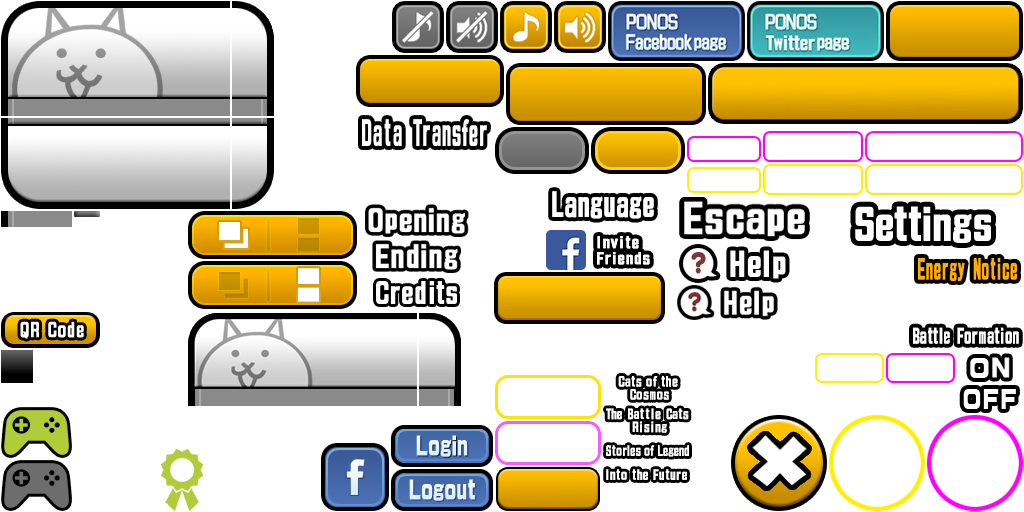 PONOS
Facebook page
PONOS
Twitter page
Data Transfer
Language
Escape
Settings
Opening
Ending
Credits
Invite
Friends
Help
Help
Energy Notice
QR Code
Battle Formation
ON
OFF
Cats of the
Cosmos
The Battle Cats
Rising
Stories of Legend
Into the Future
f
f
Login
Logout